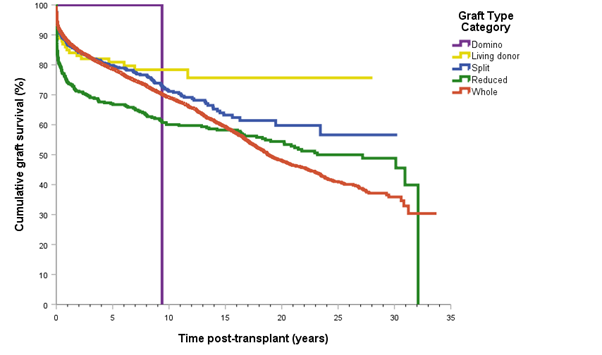 Graft Type
Category
Domino
Living donor
Split
Reduced
Whole
Cumulative graft survival (%)
100
90
80
70
60
50
40
30
20
10
0
0 5 10 15 20 25 30 35
Time post-transplant (years)